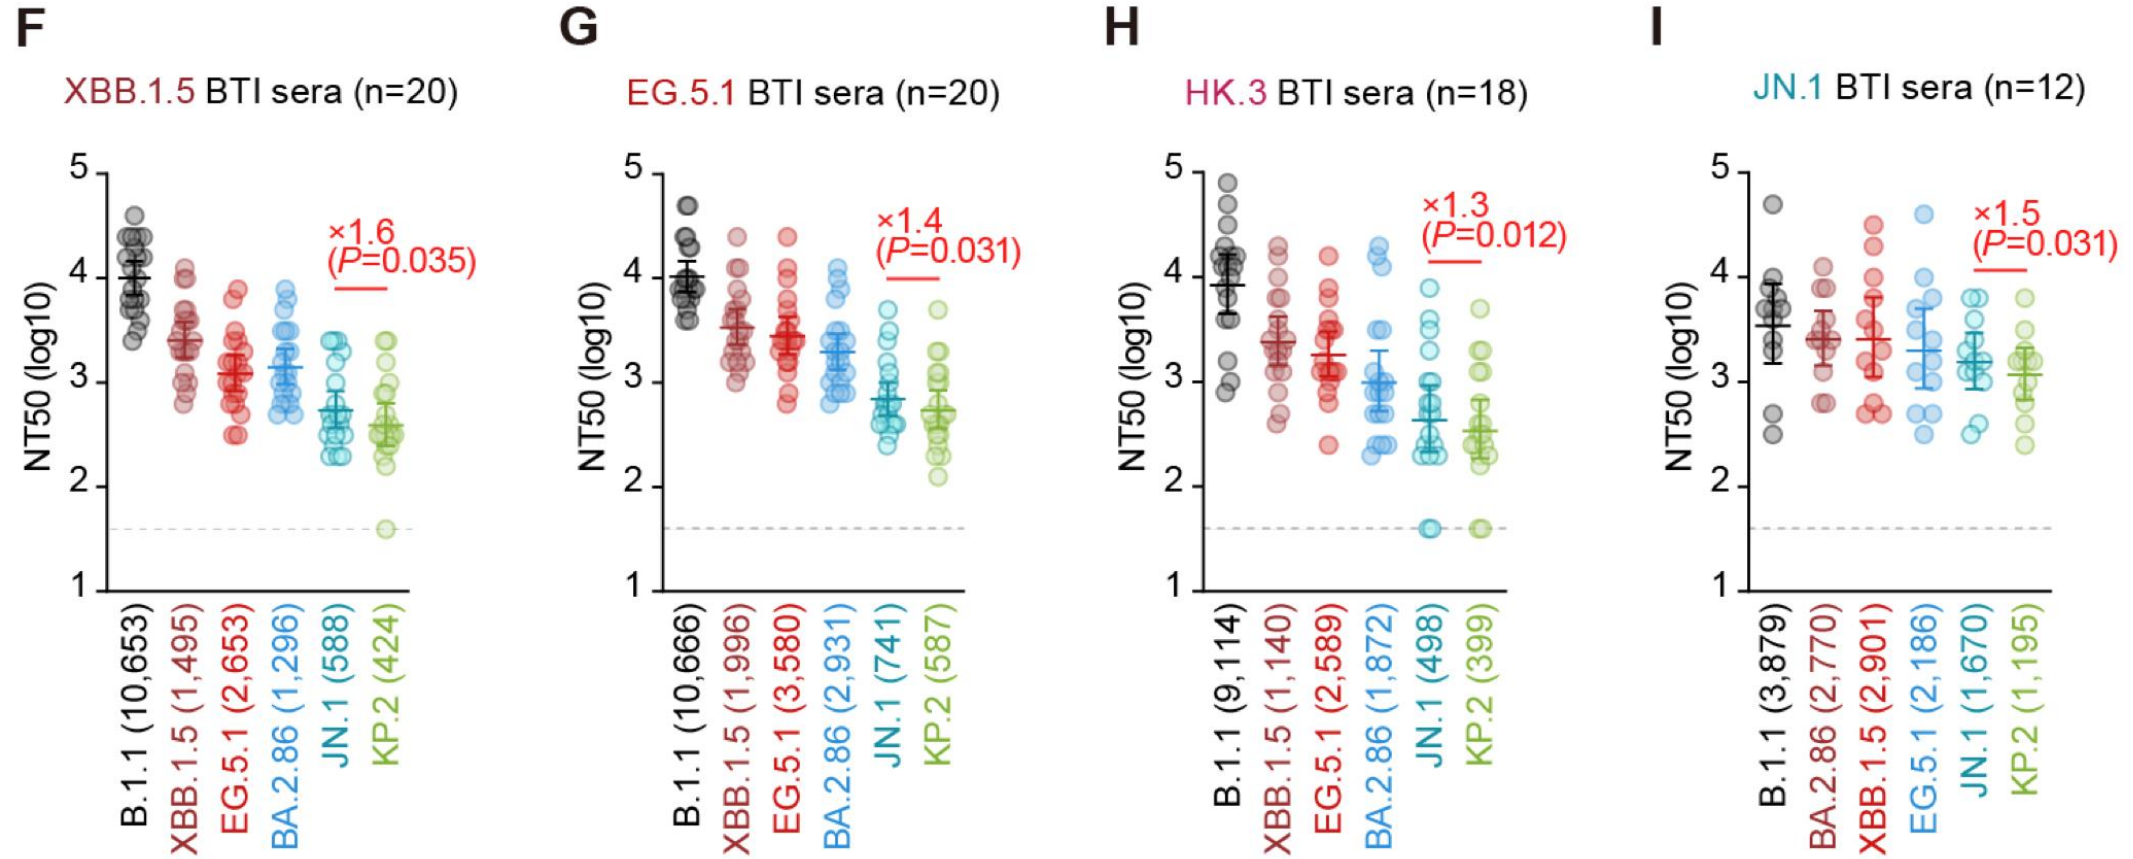 F
XBB.1.5 BTI sera (n=20)
NT50 (log10)
5
4
3
2
1
×1.6
(P=0.035)
B.1.1 (10,653)
XBB.1.5 (1,495)
EG.5.1 (2,653)
BA.2.86 (1,296)
JN.1 (588)
KP.2 (424)
G
EG.5.1 BTI sera (n=20)
NT50 (log10)
5
4
3
2
1
×1.4
(P=0.031)
B.1.1 (10,666)
XBB.1.5 (1,996)
EG.5.1 (3,580)
BA.2.86 (2,931)
JN.1 (741)
KP.2 (587)
H
HK.3 BTI sera (n=18)
NT50 (log10)
5
4
3
2
1
×1.3
(P=0.012)
B.1.1 (9,114)
XBB.1.5 (1,140)
EG.5.1 (2,589)
BA.2.86 (1,872)
JN.1 (498)
KP.2 (399)
I
JN.1 BTI sera (n=12)
NT50 (log10)
5
4
3
2
1
×1.5
(P=0.031)
B.1.1 (3,879)
BA.2.86 (2,770)
XBB.1.5 (2,901)
EG.5.1 (2,186)
JN.1 (1,670)
KP.2 (1,195)